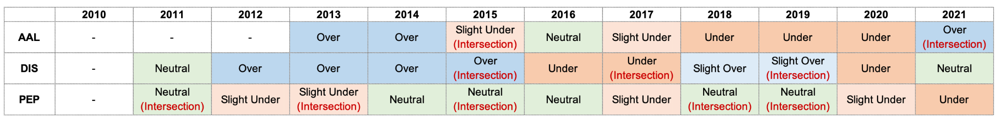 2010 2011 2012 2013 2014 2015 2016 2017 2018 2019 2020 2021
AAL - - - Over Over Slight Under (Intersection) Neutral Slight Under Under Under Under Over (Intersection)
DIS - Neutral Over Over Over Over (Intersection) Under Under (Intersection) Slight Over Slight Over (Intersection) Under Neutral
PEP - Neutral (Intersection) Slight Under Slight Under (Intersection) Neutral Neutral (Intersection) Neutral Slight Under Neutral (Intersection) Neutral (Intersection) Slight Under Under